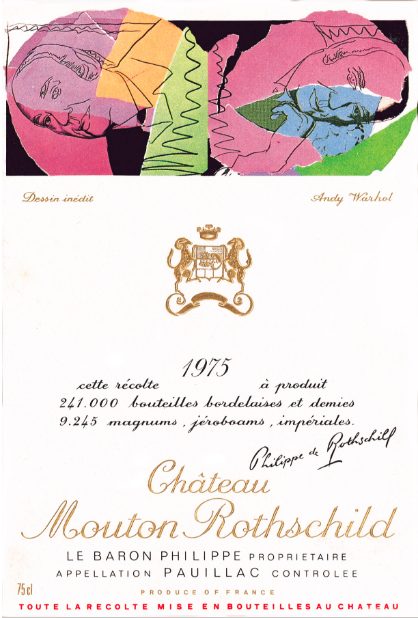 Dessin inédit
Andy Warhol
1975
cette récolte à produit
241.000 bouteilles bordelaises et demies
9.245 magnums, jéroboams, impériales.
Philippe de Rothschild
Château
Mouton Rothschild
LE BARON PHILIPPE PROPRIETAIRE
APPELLATION PAUILLAC CONTROLEE
75 cl
PRODUCE OF FRANCE
TOUTE LA RECOLTE MISE EN BOUTEILLES AU CHATEAU